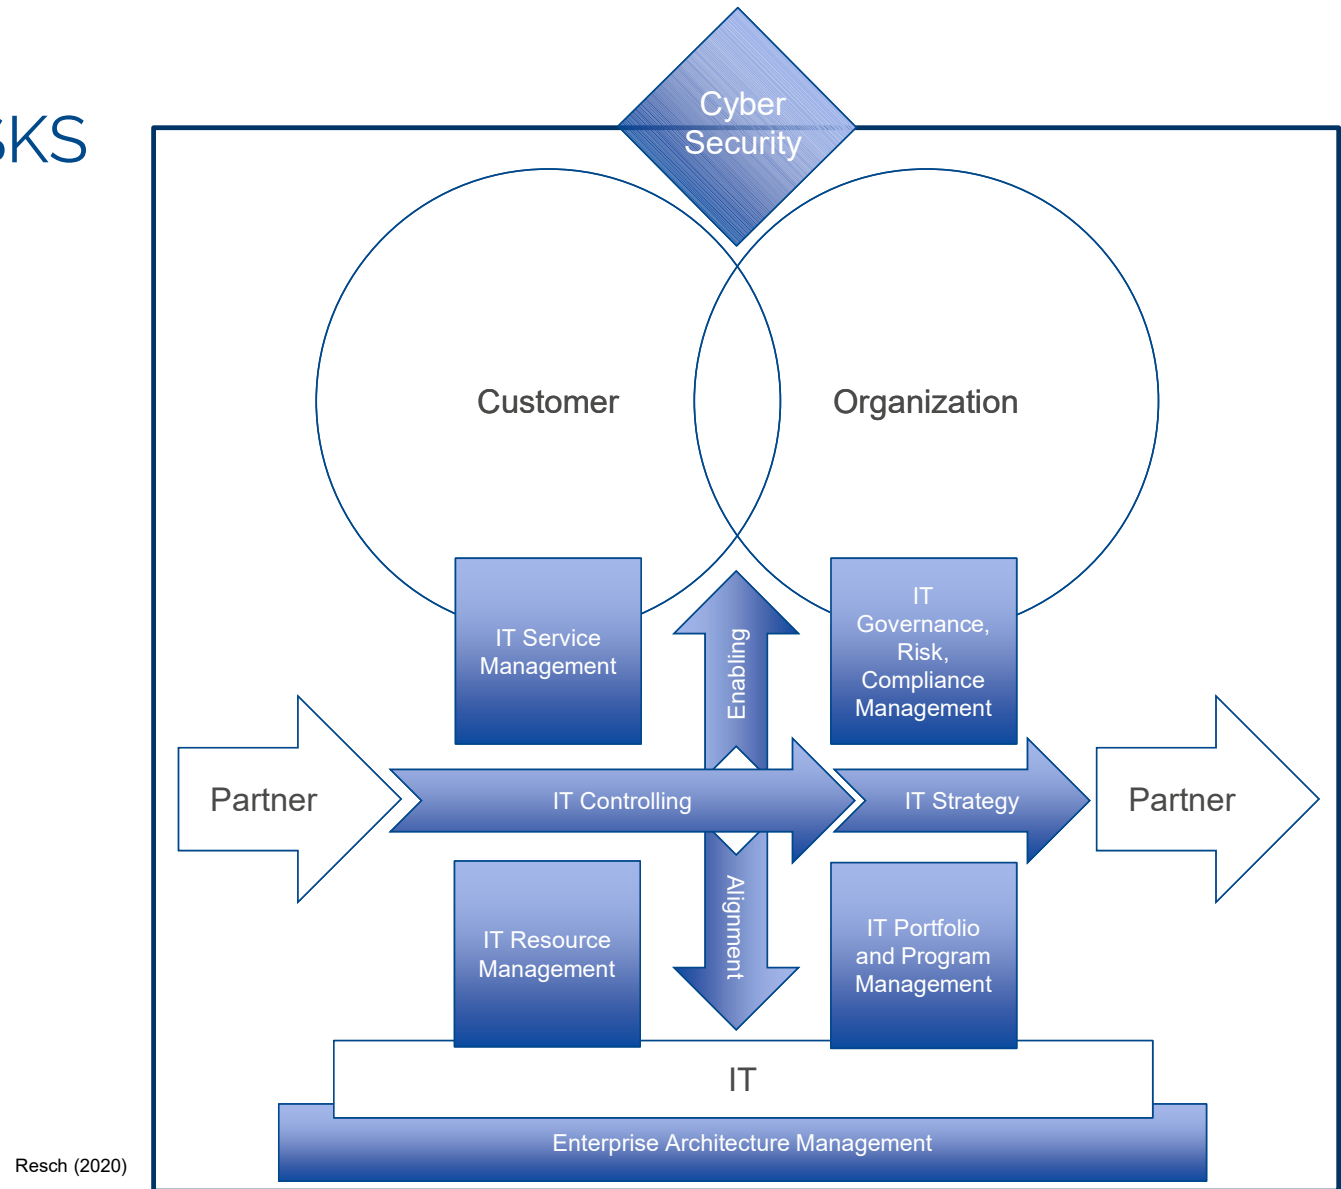 SKS
Cyber
Security
Customer
Organization
IT Service
Management
Enabling
IT
Governance,
Risk,
Compliance
Management
Partner
IT Controlling
IT Strategy
Partner
IT Resource
Management
Alignment
IT Portfolio
and Program
Management
IT
Enterprise Architecture Management
Resch (2020)